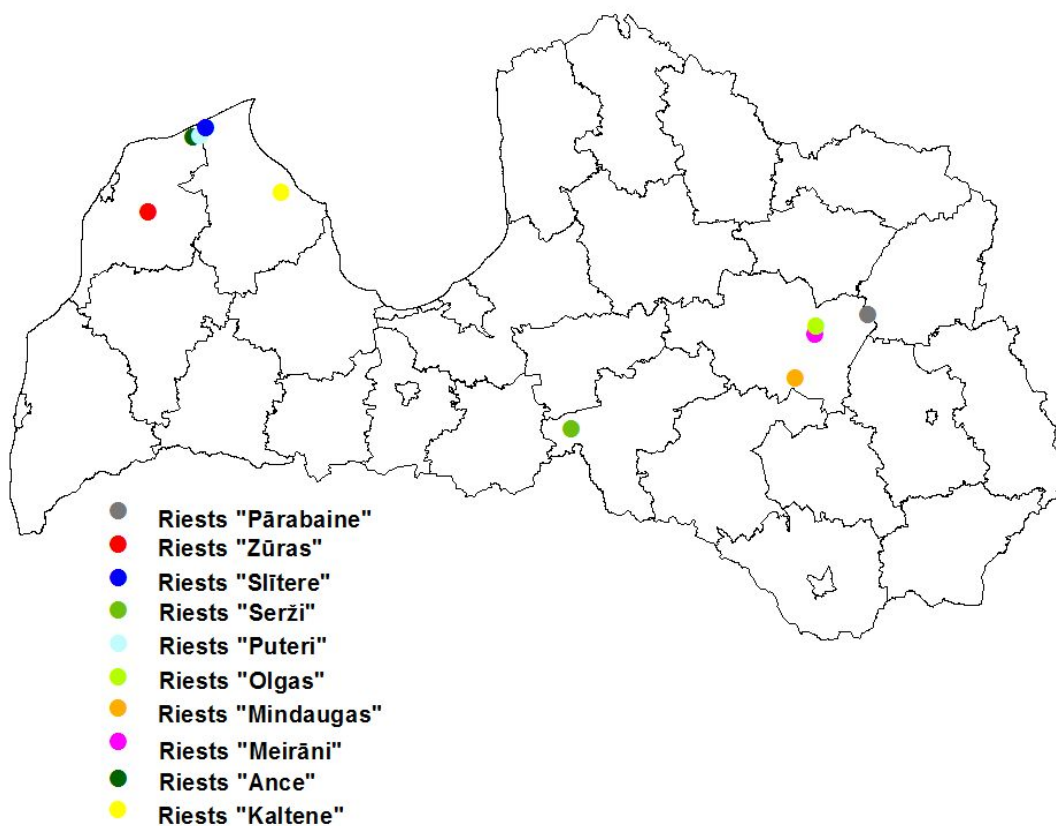 Riests "Pārabaine"
Riests "Zūras"
Riests "Slītere"
Riests "Serži"
Riests "Puteri"
Riests "Olgas"
Riests "Mindaugas"
Riests "Meirāni"
Riests "Ance"
Riests "Kaltene"